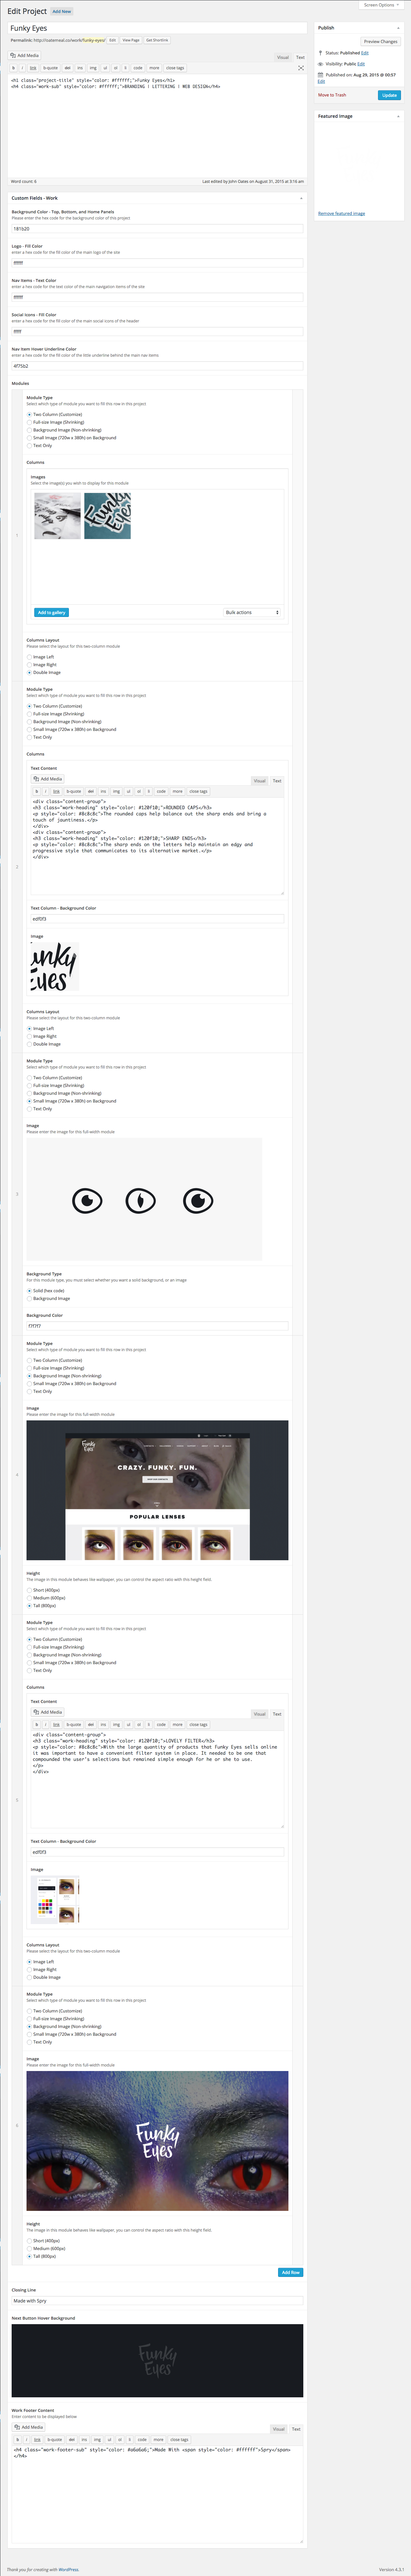 Screen Options
Edit Project Add New
Funky Eyes
Permalink: http://oatemeal.co/work/funky-eyes/ Edit View Page Get Shortlink
Add Media
Visual Text
b i link b-quote del ins img ul ol li code more close tags
<h1 class="project-title" style="color: #ffffff;">Funky Eyes</h1>
<h4 class="work-sub" style="color: #ffffff;">BRANDING | LETTERING | WEB DESIGN</h4>
Word count: 6
Last edited by John Oates on August 31, 2015 at 3:16 am
Publish
Preview Changes
Status: Published Edit
Visibility: Public Edit
Published on: Aug 29, 2015 @ 00:57
Edit
Move to Trash
Update
Featured Image
Remove featured image
Custom Fields - Work
Background Color - Top, Bottom, and Home Panels
Please enter the hex code for the background color of this project
181b20
Logo - Fill Color
enter a hex code for the fill color of the main logo of the site
ffffff
Nav Items - Text Color
enter a hex code for the text color of the main navigation items of the site
ffffff
Social Icons - Fill Color
enter a hex code for the fill color of the main social icons of the header
Nav Item Hover Underline Color
enter a hex code for the fill color of the little underline behind the main nav items
4f75b2
Modules
1
Module Type
Select which type of module you want to fill this row in this project
Two Column (Customize)
Full-size Image (Shrinking)
Background Image (Non-shrinking)
Small Image (720w x 380h) on Background
Text Only
Columns
Images
Select the image(s) you wish to display for this module
Funky
Eyes
Add to gallery
Bulk actions
Columns Layout
Please select the layout for this two-column module
Image Left
Image Right
Double Image
2
Module Type
Select which type of module you want to fill this row in this project
Two Column (Customize)
Full-size Image (Shrinking)
Background Image (Non-shrinking)
Small Image (720w x 380h) on Background
Text Only
Columns
Text Content
Add Media
Visual Text
b i link b-quote del ins img ul ol li code more close tags
<div class="content-group">
<h3 class="work-heading" style="color: #120f10;">ROUNDED CAPS</h3>
<p style="color: #8c8c8c">The rounded caps help balance out the sharp ends and bring a
touch of jauntiness.</p>
</div>
<div class="content-group">
<h3 class="work-heading" style="color: #120f10;">SHARP ENDS</h3>
<p style="color: #8c8c8c">The sharp ends on the letters help maintain an edgy and
progressive style that communicates to its alternative market.</p>
</div>
Text Column - Background Color
edf0f3
Image
Columns Layout
Please select the layout for this two-column module
Image Left
Image Right
Double Image
3
Module Type
Select which type of module you want to fill this row in this project
Two Column (Customize)
Full-size Image (Shrinking)
Background Image (Non-shrinking)
Small Image (720w x 380h) on Background
Text Only
Image
Please enter the image for this full-width module
Background Type
For this module type, you must select whether you want a solid background, or an image
Solid (hex code)
Background Image
Background Color
f7f7f7
4
Module Type
Select which type of module you want to fill this row in this project
Two Column (Customize)
Full-size Image (Shrinking)
Background Image (Non-shrinking)
Small Image (720w x 380h) on Background
Text Only
Image
Please enter the image for this full-width module
Funky
Eyes
CRAZY. FUNKY. FUN.
POPULAR LENSES
Height
The image in this module behaves like wallpaper, you can control the aspect ratio with this height field.
Short (400px)
Medium (600px)
Tall (800px)
5
Module Type
Select which type of module you want to fill this row in this project
Two Column (Customize)
Full-size Image (Shrinking)
Background Image (Non-shrinking)
Small Image (720w x 380h) on Background
Text Only
Columns
Text Content
Add Media
Visual Text
b i link b-quote del ins img ul ol li code more close tags
<div class="content-group">
<h3 class="work-heading" style="color: #120f10;">LOVELY FILTER</h3>
<p style="color: #8c8c8c">With the large quantity of products that Funky Eyes sells online
it was important to have a convenient filter system in place. It needed to be one that
compounded the user's selections but remained simple enough for he or she to use.
</p>
</div>
Text Column - Background Color
edf0f3
Image
Columns Layout
Please select the layout for this two-column module
Image Left
Image Right
Double Image
6
Module Type
Select which type of module you want to fill this row in this project
Two Column (Customize)
Full-size Image (Shrinking)
Background Image (Non-shrinking)
Small Image (720w x 380h) on Background
Text Only
Image
Please enter the image for this full-width module
Funky
Eyes
Height
The image in this module behaves like wallpaper, you can control the aspect ratio with this height field.
Short (400px)
Medium (600px)
Tall (800px)
Add Row
Closing Line
Made with Spry
Next Button Hover Background
Funky
Eyes
Work Footer Content
Enter content to be displayed below
Add Media
Visual Text
b i link b-quote del ins img ul ol li code more close tags
<h4 class="work-footer-sub" style="color: #a6a6a6;">Made With <span style="color: #ffffff">Spry</span>
</h4>
Thank you for creating with WordPress.
Version 4.3.1